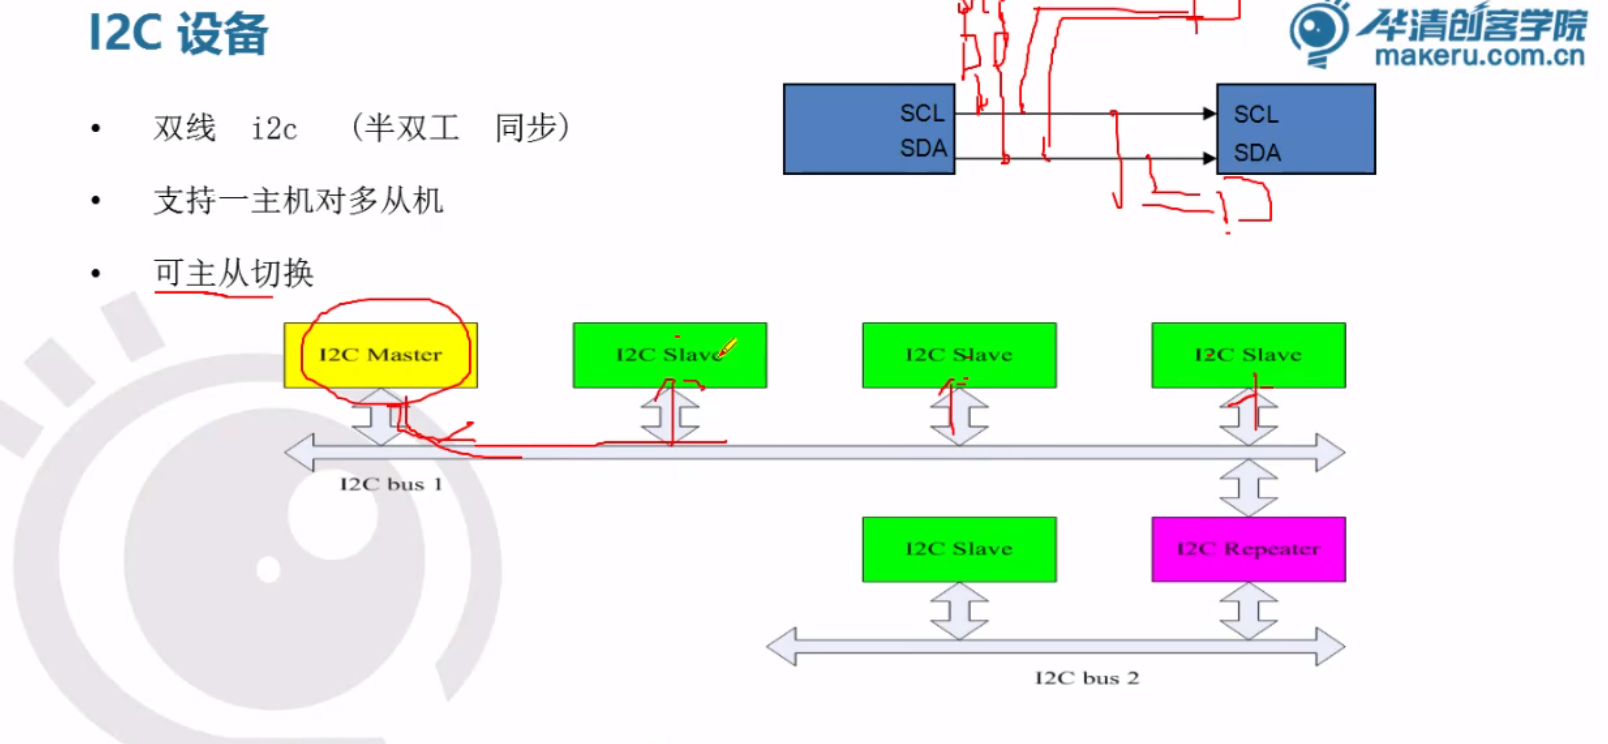 I2C 设备
华清创客学院
makeru.com.cn
• 双线 i2c (半双工 同步)
• 支持一主机对多从机
• 可主从切换
SCL
SDA
SCL
SDA
I2C Master
I2C Slave
I2C Slave
I2C Slave
I2C bus 1
I2C Slave
I2C Repeater
I2C bus 2